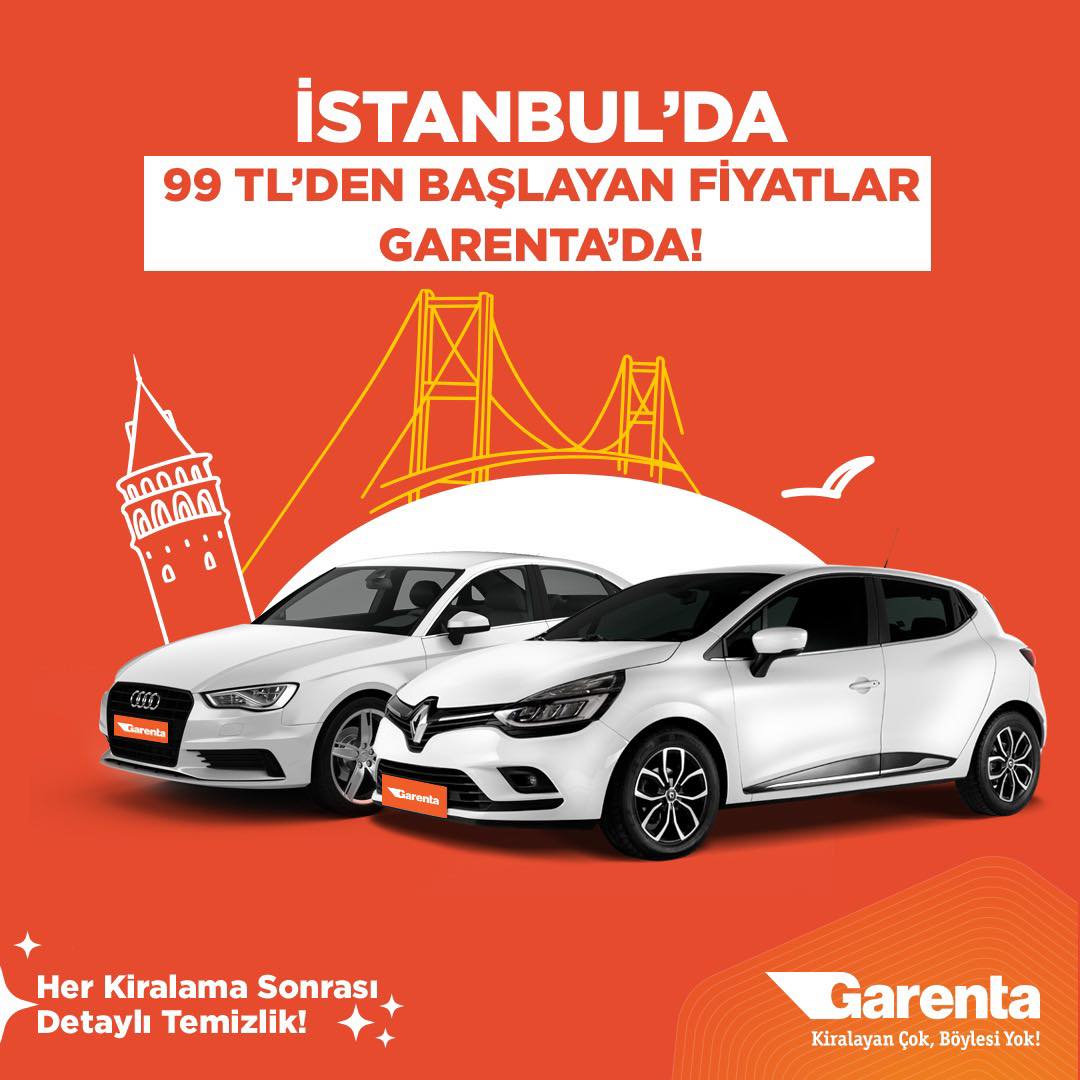 İSTANBUL’DA
99 TL’DEN BAŞLAYAN FİYATLAR
GARENTA’DA!
Garenta
Garenta
Her Kiralama Sonrası
Detaylı Temizlik!
Garenta
Kiralayan Çok, Böylesi Yok!